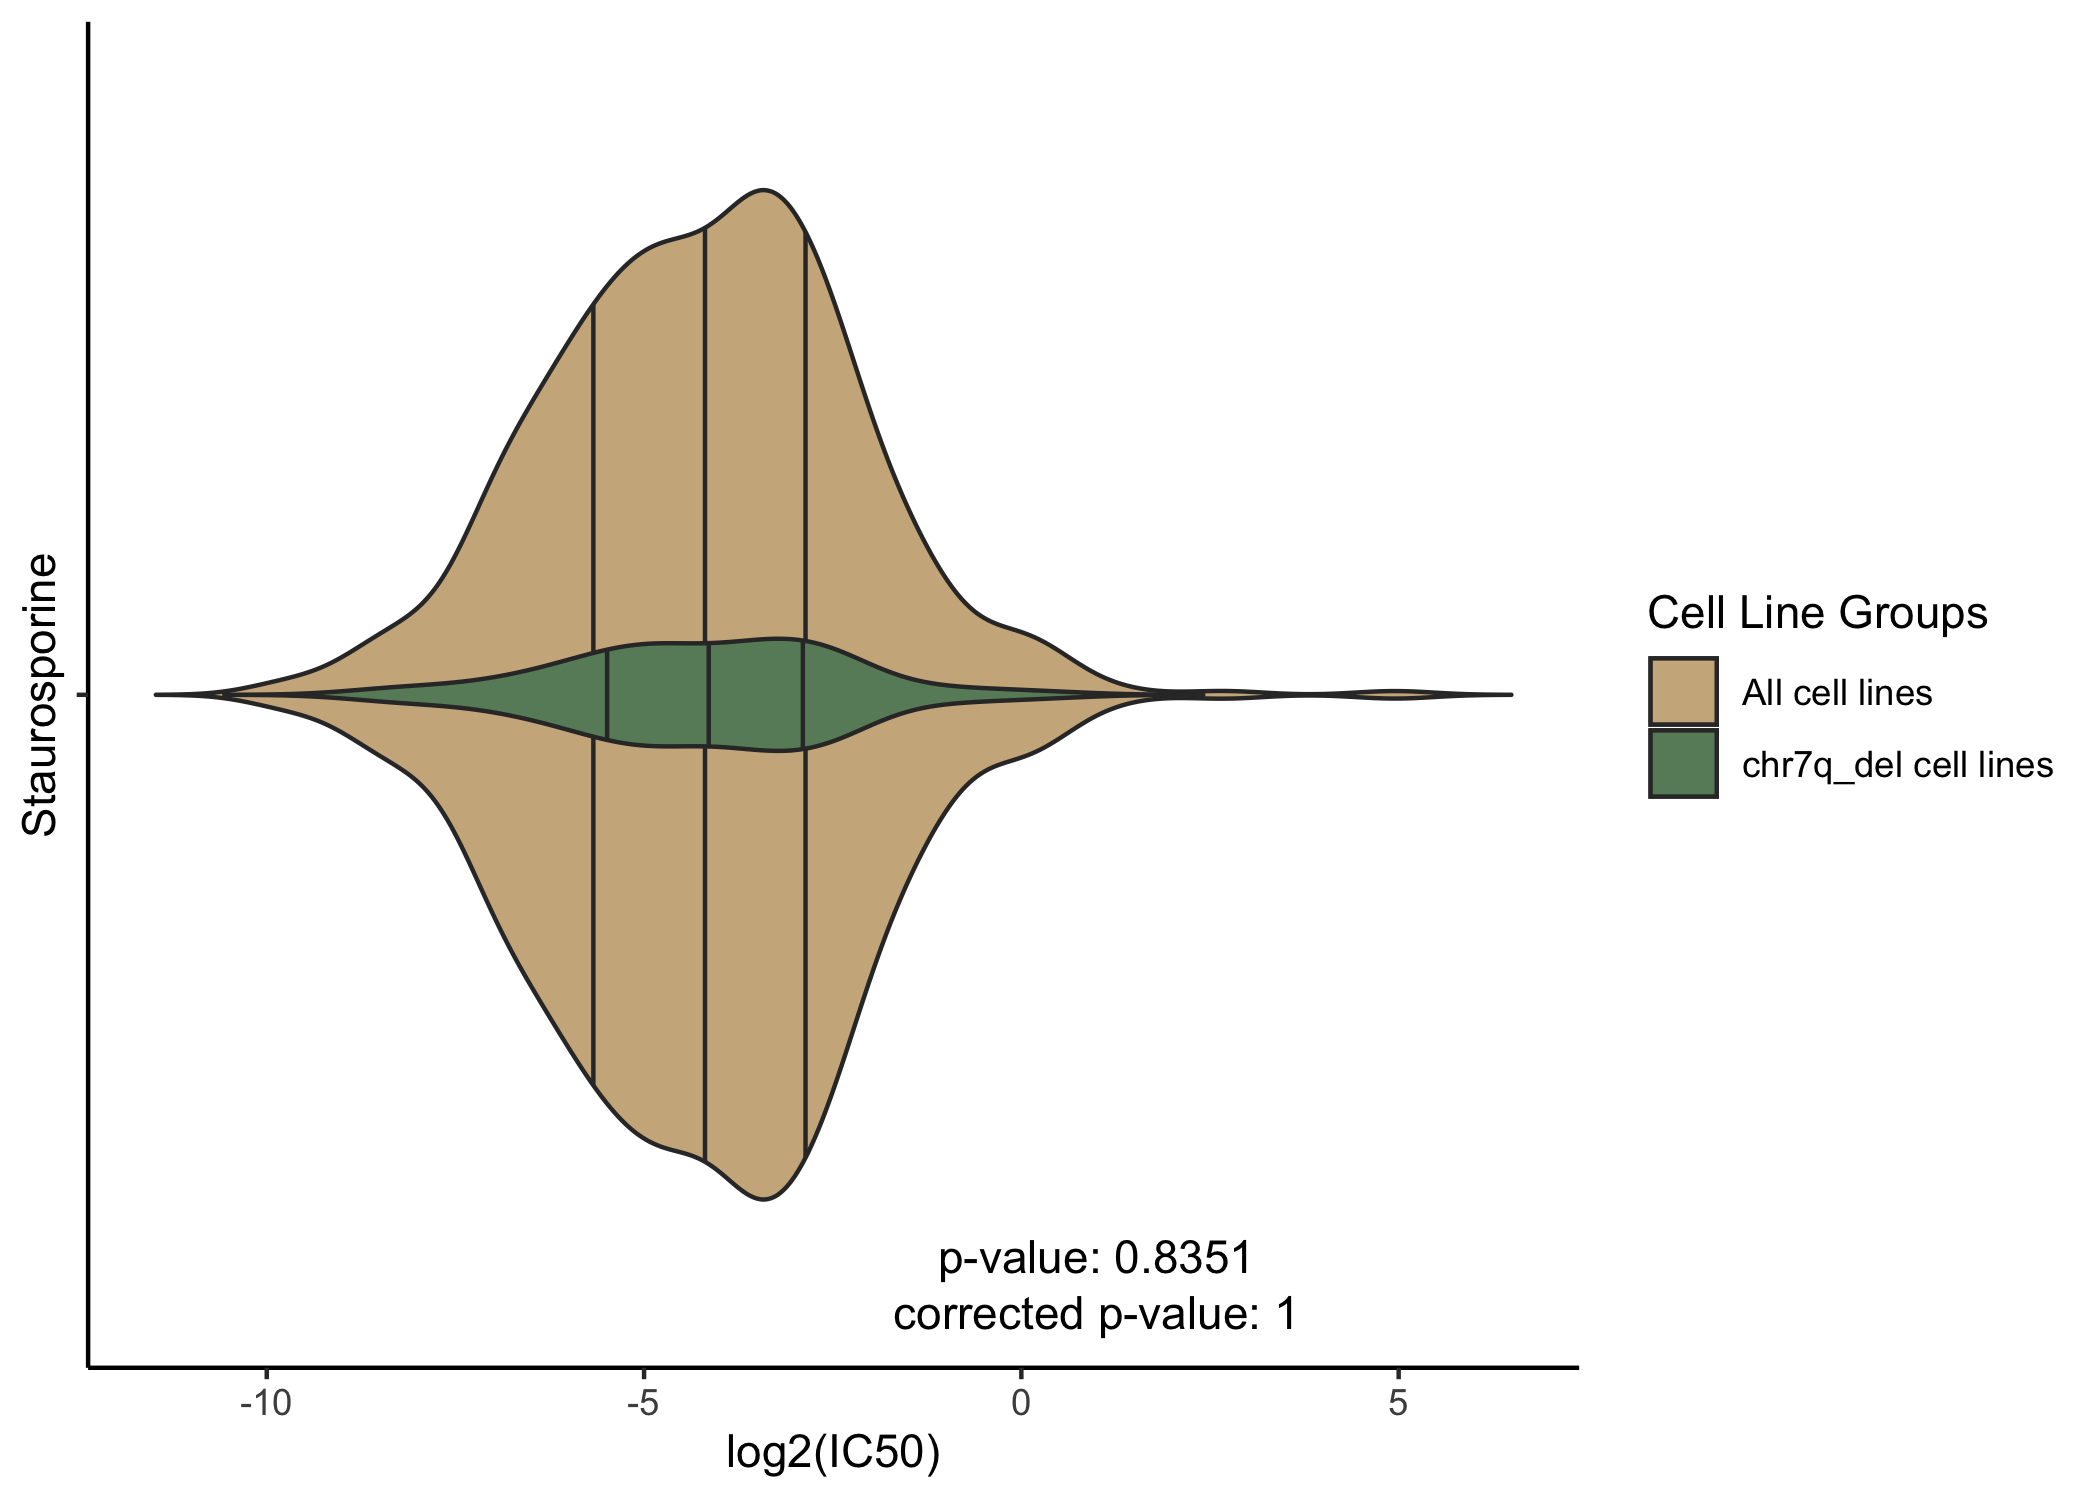 Staurosporine
p-value: 0.8351
corrected p-value: 1
-10
-5
0
5
log2(IC50)
Cell Line Groups
All cell lines
chr7q_del cell lines